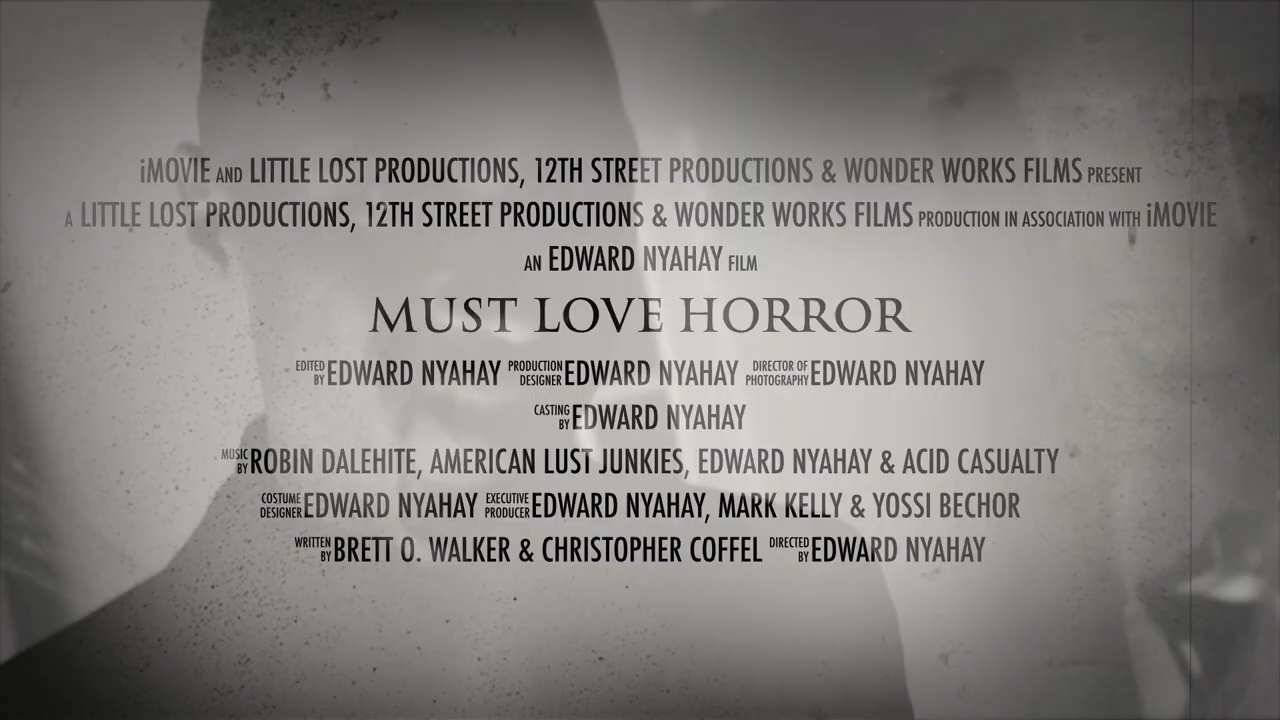 iMOVIE AND LITTLE LOST PRODUCTIONS, 12TH STREET PRODUCTIONS & WONDER WORKS FILMS PRESENT
A LITTLE LOST PRODUCTIONS, 12TH STREET PRODUCTIONS & WONDER WORKS FILMS PRODUCTION IN ASSOCIATION WITH iMOVIE
AN EDWARD NYAHAY FILM
MUST LOVE HORROR
EDITED BY EDWARD NYAHAY PRODUCTION DESIGNER EDWARD NYAHAY DIRECTOR OF PHOTOGRAPHY EDWARD NYAHAY
CASTING BY EDWARD NYAHAY
MUSIC BY ROBIN DALEHITE, AMERICAN LUST JUNKIES, EDWARD NYAHAY & ACID CASUALTY
COSTUME DESIGNER EDWARD NYAHAY EXECUTIVE PRODUCER EDWARD NYAHAY, MARK KELLY & YOSSI BECHOR
WRITTEN BY BRETT O. WALKER & CHRISTOPHER COFFEL DIRECTED BY EDWARD NYAHAY